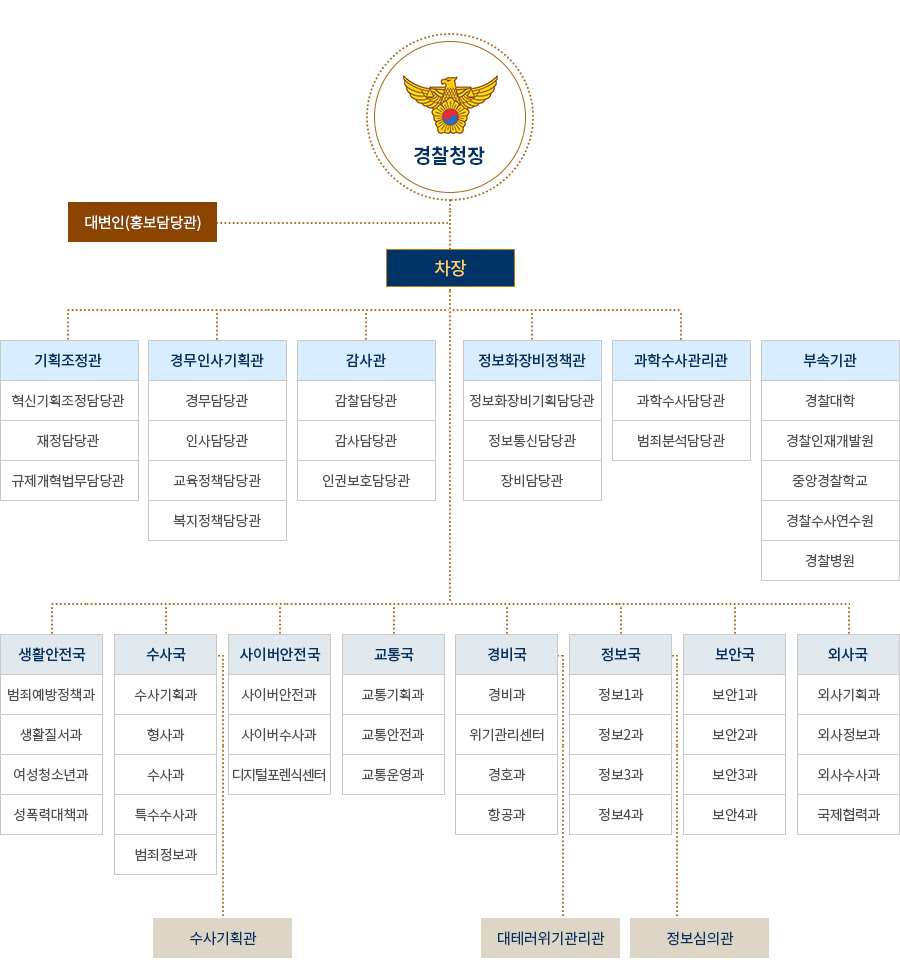 경찰청장
대변인(홍보담당관)
차장
기획조정관
혁신기획조정담당관
재정담당관
규제개혁법무담당관
경무인사기획관
경무담당관
인사담당관
교육정책담당관
복지정책담당관
감사관
감찰담당관
감사담당관
인권보호담당관
정보화장비정책관
정보화장비기획담당관
정보통신담당관
장비담당관
과학수사관리관
과학수사담당관
범죄분석담당관
부속기관
경찰대학
경찰인재개발원
중앙경찰학교
경찰수사연수원
경찰병원
생활안전국
범죄예방정책과
생활질서과
여성청소년과
성폭력대책과
수사국
수사기획과
형사과
수사과
특수수사과
범죄정보과
사이버안전국
사이버안전과
사이버수사과
디지털포렌식센터
교통국
교통기획과
교통안전과
교통운영과
경비국
경비과
위기관리센터
경호과
항공과
정보국
정보1과
정보2과
정보3과
정보4과
보안국
보안1과
보안2과
보안3과
보안4과
외사국
외사기획과
외사정보과
외사수사과
국제협력과
수사기획관
대테러위기관리관
정보심의관